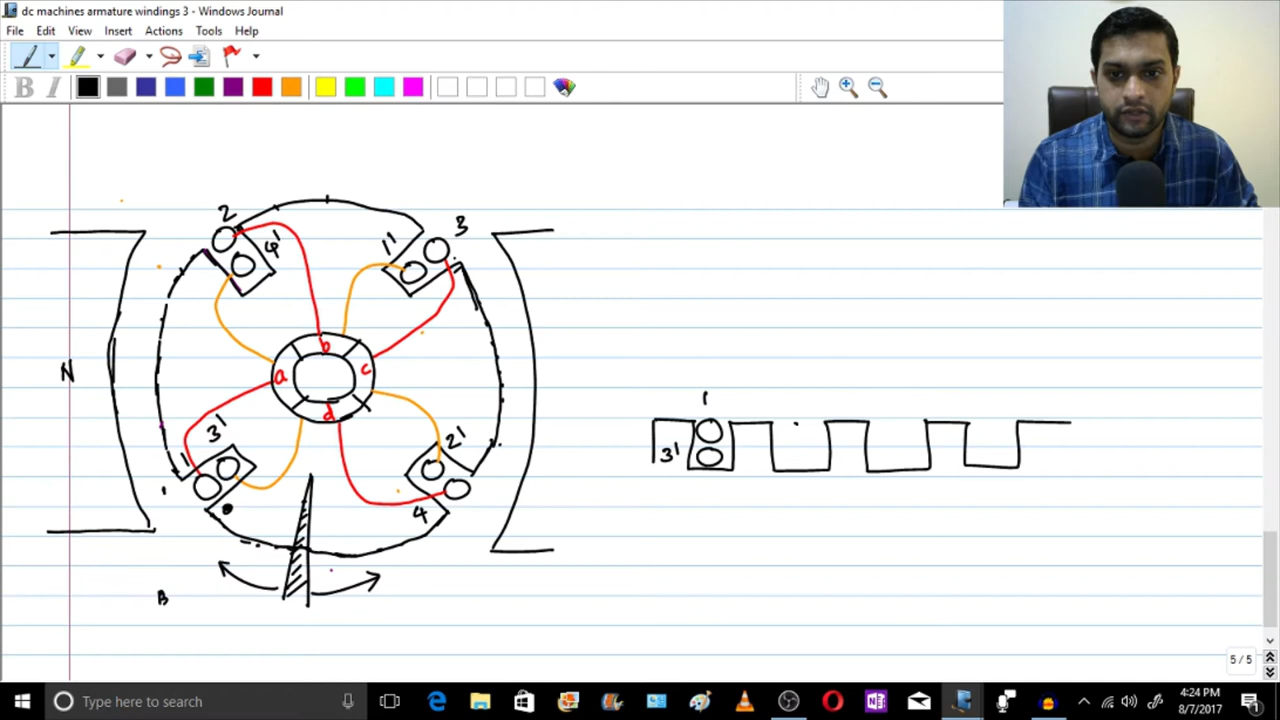 dc machines armature windings 3 - Windows Journal
File Edit View Insert Actions Tools Help
B I
2
3
4'
1'
N
b
a
c
d
3'
2'
1
4
B
1
3'
5 / 5
Type here to search
4:24 PM
8/7/2017